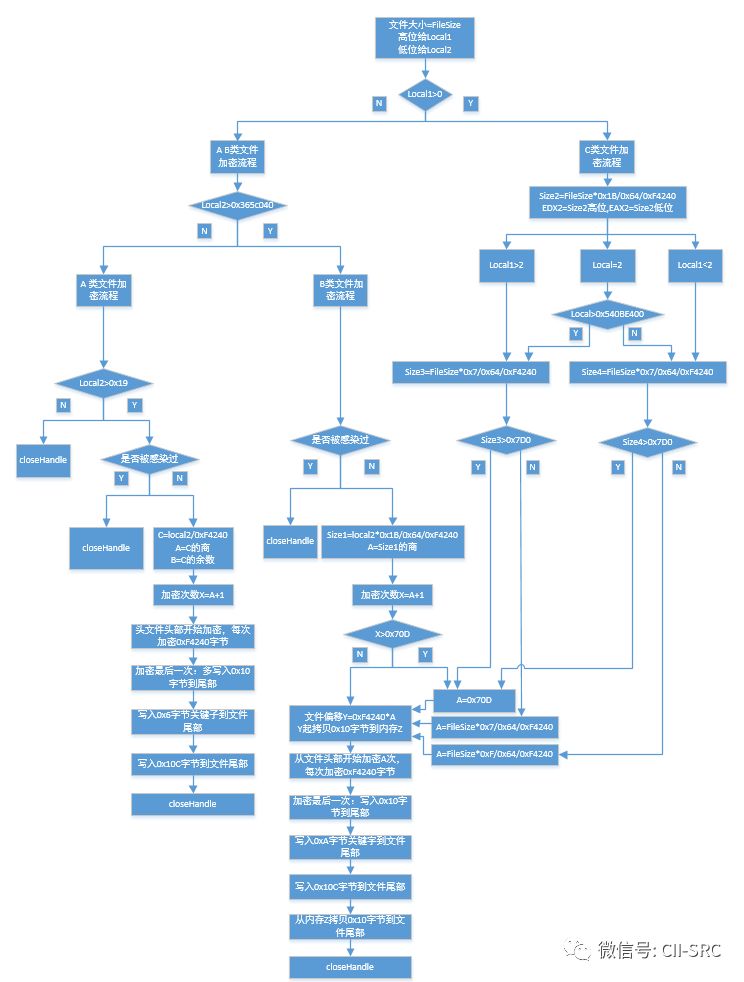 文件大小=FileSize
高位给Local1
低位给Local2
Local1>0
N
Y
A B类文件
加密流程
C类文件加
密流程
Local2>0x365c040
N
Y
Size2=FileSize*0x1B/0x64/0xF4240
EDX2=Size2高位,EAX2=Size2低位
A 类文件加
密流程
B类文件加
密流程
Local1>2
Local=2
Local1<2
Local>0x540BE400
Y
N
Local2>0x19
N
Y
Size3=FileSize*0x7/0x64/0xF4240
Size4=FileSize*0x7/0x64/0xF4240
closeHandle
是否被感染过
Y
N
是否被感染过
Y
N
Size3>0x7D0
Y
N
Size4>0x7D0
Y
N
closeHandle
C=local2/0xF4240
A=C的商
B=C的余数
closeHandle
Size1=local2*0x1B/0x64/0xF4240
A=Size1的商
加密次数X=A+1
加密次数X=A+1
头文件头部开始加密，每次
加密0xF4240字节
X>0x70D
N
Y
加密最后一次：多写入0x10
字节到尾部
A=0x70D
写入0x6字节关键子到文件
尾部
文件偏移Y=0xF4240*A
Y起拷贝0x10字节到内存Z
A=FileSize*0x7/0x64/0xF4240
写入0x10C字节到文件尾部
从文件头部开始加密A次，
每次加密0xF4240字节
A=FileSize*0xF/0x64/0xF4240
closeHandle
加密最后一次：写入0x10字
节到尾部
写入0xA字节关键字到文件
尾部
写入0x10C字节到文件尾部
从内存Z拷贝0x10字节到文
件尾部
closeHandle
微信号: CII-SRC